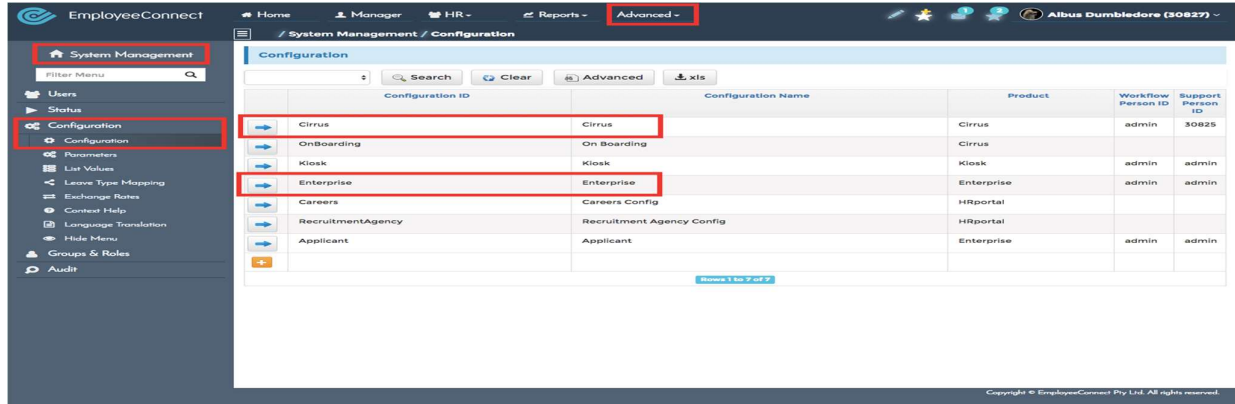 EmployeeConnect
Home Manager HR Reports Advanced
1 2 Albus Dumbledore (30827)
/ System Management / Configuration
System Management
Filter Menu
Users
Status
Configuration
Configuration
Parameters
List Values
Leave Type Mapping
Exchange Rates
Context Help
Language Translation
Hide Menu
Groups & Roles
Audit
Configuration
Search Clear Advanced xls
Configuration ID Configuration Name Product Workflow Person ID Support Person ID
Cirrus Cirrus Cirrus admin 30825
OnBoarding On Boarding Cirrus
Kiosk Kiosk Kiosk admin admin
Enterprise Enterprise Enterprise admin admin
Careers Careers Config HRportal
RecruitmentAgency Recruitment Agency Config HRportal
Applicant Applicant Enterprise admin admin
Rows 1 to 7 of 7
Copyright © EmployeeConnect Pty Ltd. All rights reserved.